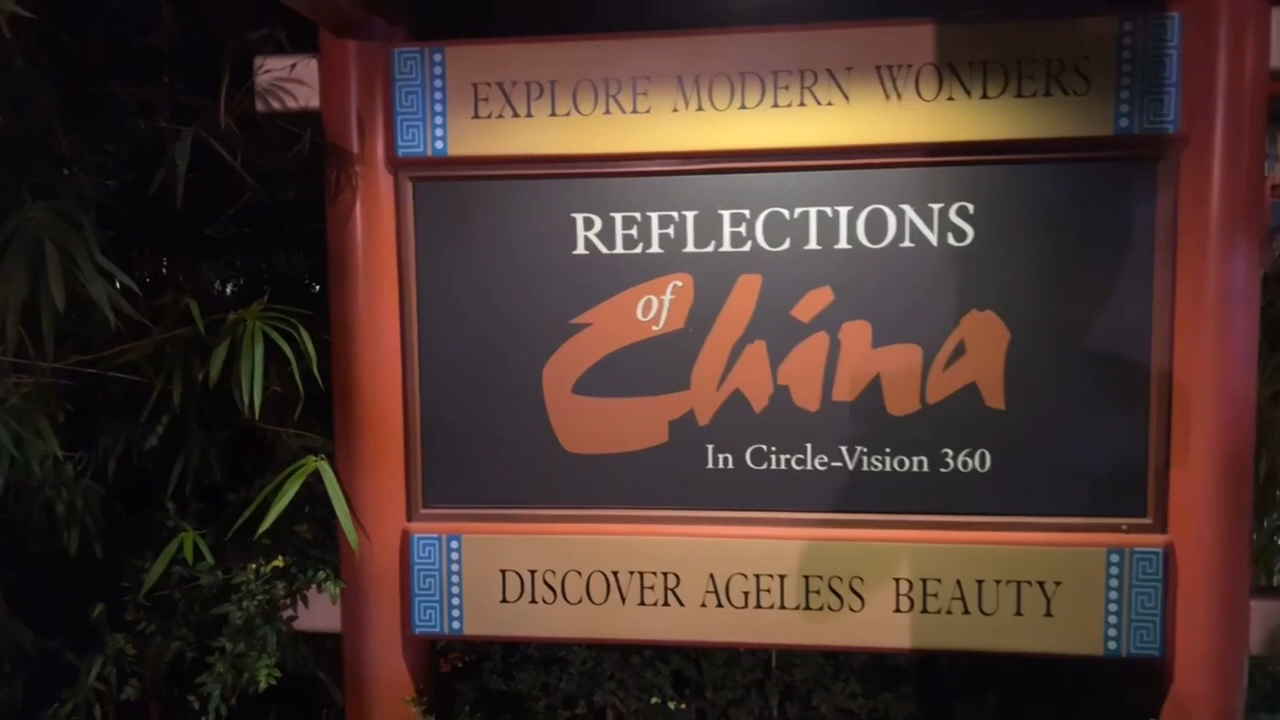 EXPLORE MODERN WONDERS
REFLECTIONS
of
China
In Circle-Vision 360
DISCOVER AGELESS BEAUTY